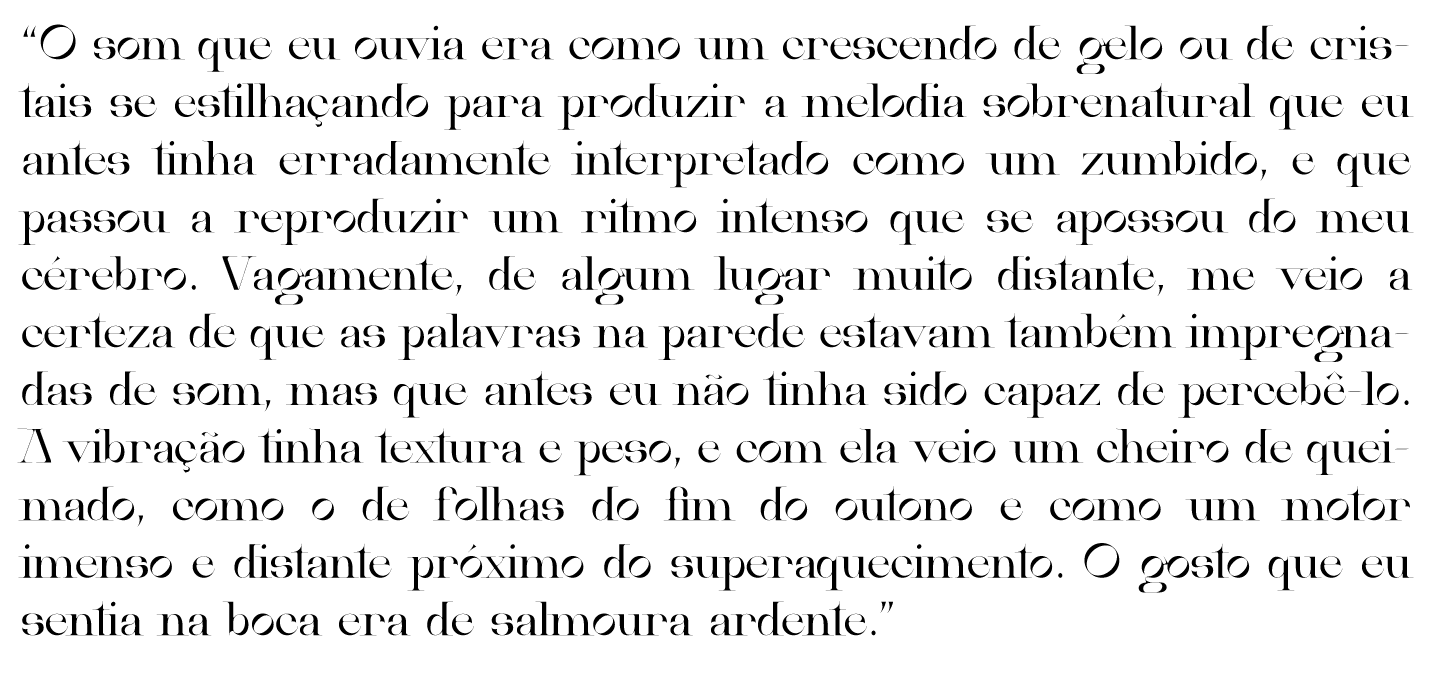 “O som que eu ouvia era como um crescendo de gelo ou de cris-
tais se estilhaçando para produzir a melodia sobrenatural que eu
antes tinha erradamente interpretado como um zumbido, e que
passou a reproduzir um ritmo intenso que se apossou do meu
cérebro. Vagamente, de algum lugar muito distante, me veio a
certeza de que as palavras na parede estavam também impregna-
das de som, mas que antes eu não tinha sido capaz de percebê-lo.
A vibração tinha textura e peso, e com ela veio um cheiro de quei-
mado, como o de folhas do fim do outono e como um motor
imenso e distante próximo do superaquecimento. O gosto que eu
sentia na boca era de salmoura ardente.”